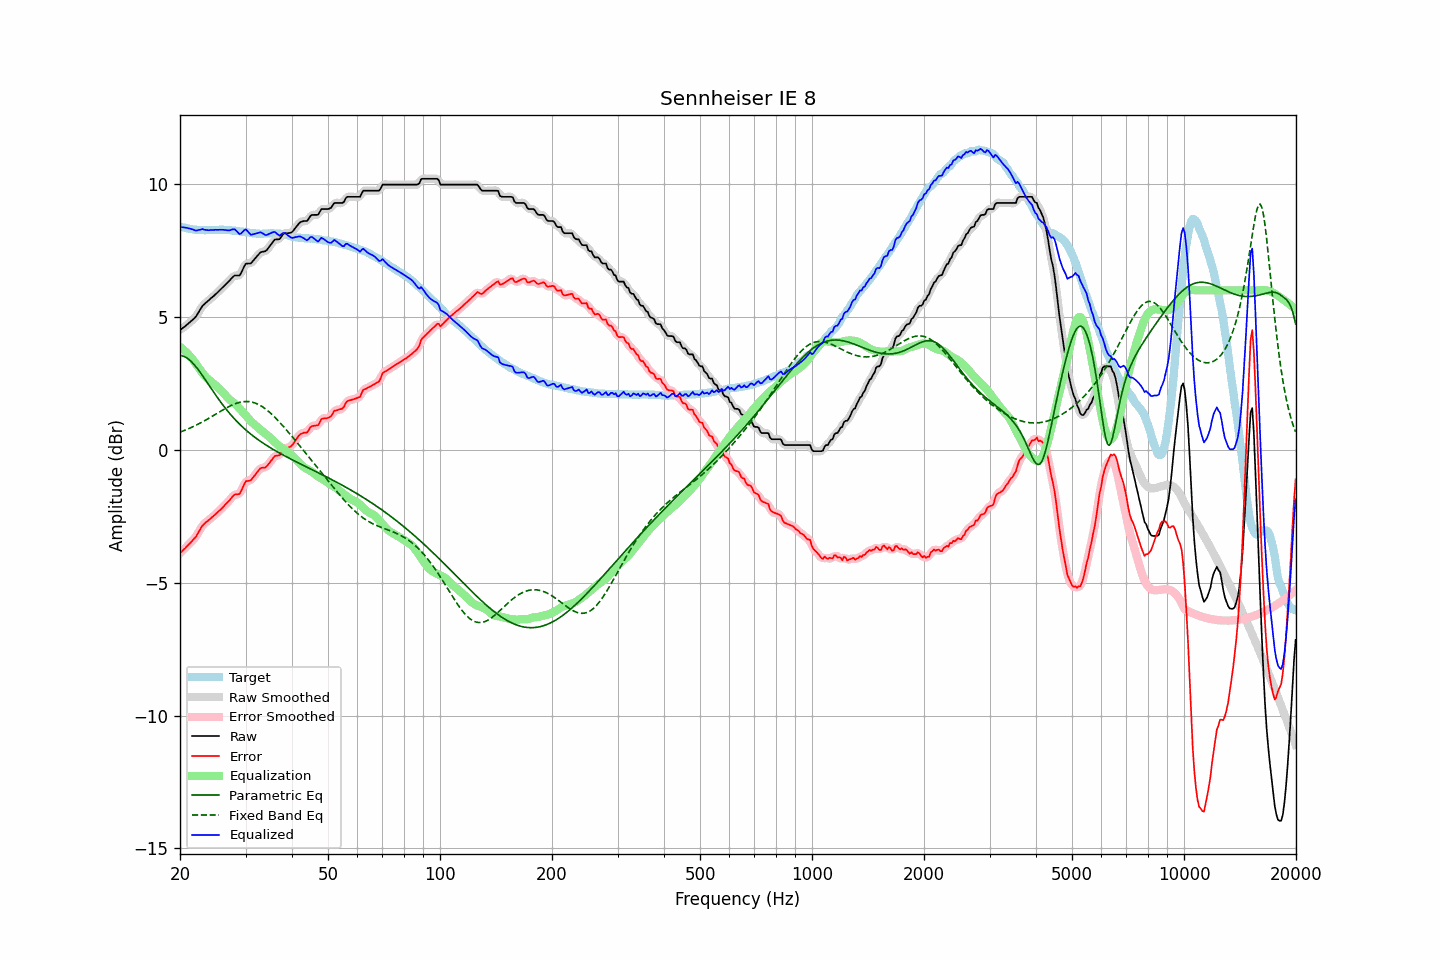 Sennheiser IE 8
Amplitude (dBr)
10
5
0
−5
−10
−15
Target
Raw Smoothed
Error Smoothed
Raw
Error
Equalization
Parametric Eq
Fixed Band Eq
Equalized
20 50 100 200 500 1000 2000 5000 10000 20000
Frequency (Hz)